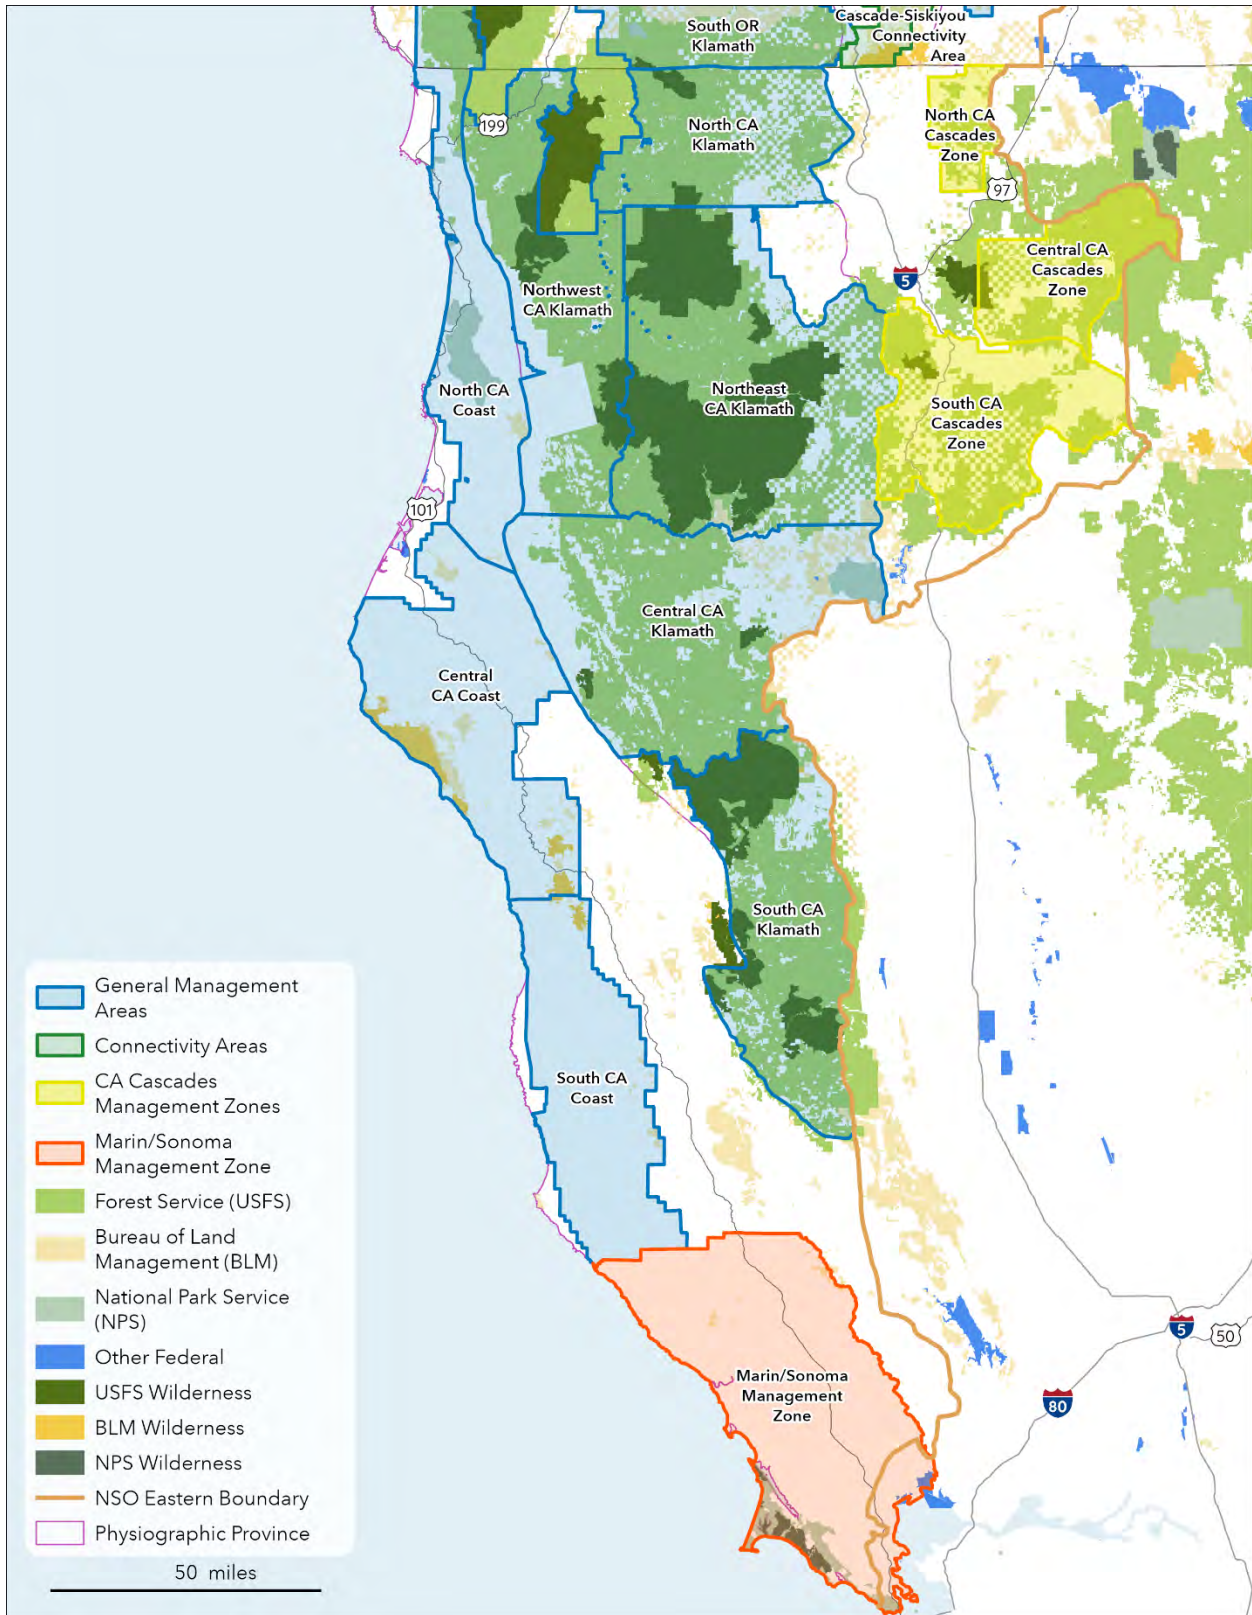 South OR
Klamath
Cascade-Siskiyou
Connectivity
Area
199
North CA
Klamath
North CA
Cascades
Zone
97
Central CA
Cascades
Zone
5
Northwest
CA Klamath
North CA
Coast
Northeast
CA Klamath
South CA
Cascades
Zone
101
Central CA
Klamath
Central
CA Coast
South CA
Klamath
South CA
Coast
Marin/Sonoma
Management
Zone
5
50
80
General Management
Areas
Connectivity Areas
CA Cascades
Management Zones
Marin/Sonoma
Management Zone
Forest Service (USFS)
Bureau of Land
Management (BLM)
National Park Service
(NPS)
Other Federal
USFS Wilderness
BLM Wilderness
NPS Wilderness
NSO Eastern Boundary
Physiographic Province
50 miles